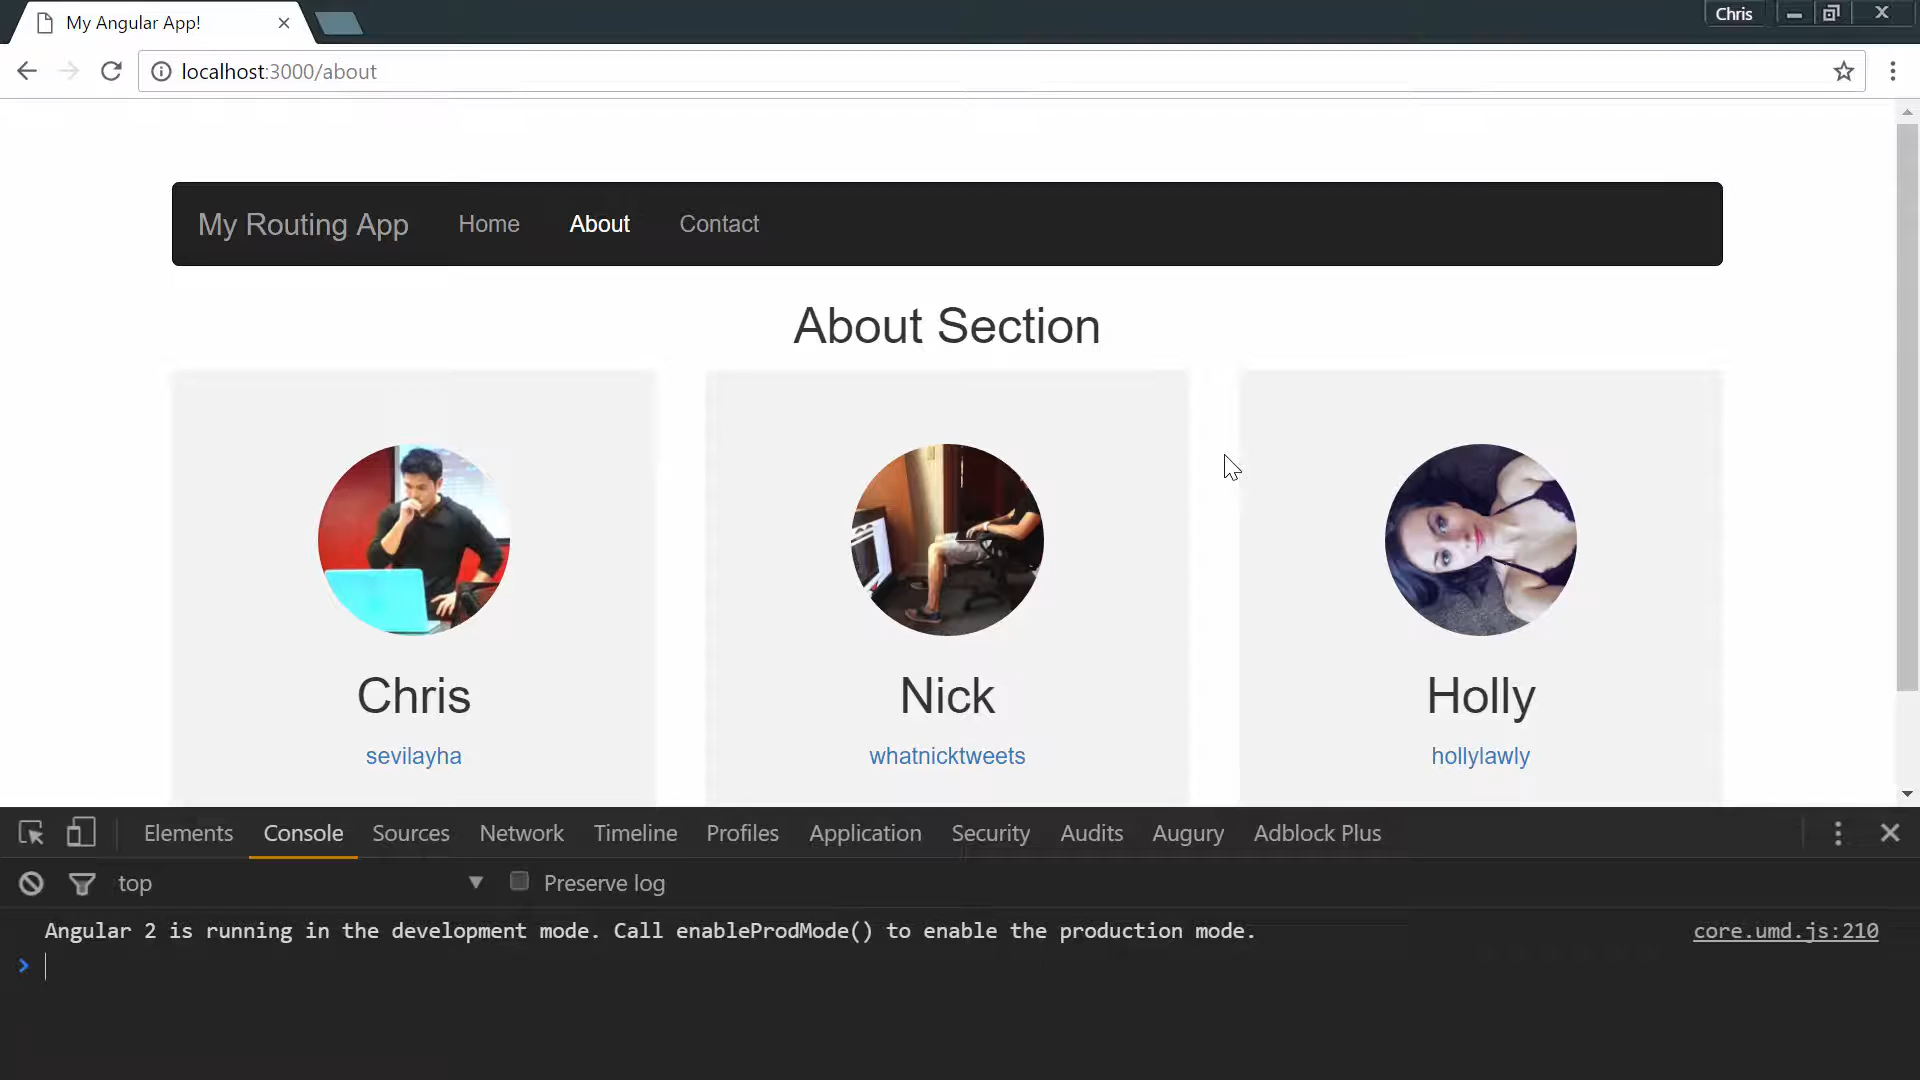 My Angular App!
Chris
localhost:3000/about
My Routing App Home About Contact
About Section
Chris
sevilayha
Nick
whatnicktweets
Holly
hollylawly
Elements Console Sources Network Timeline Profiles Application Security Audits Augury Adblock Plus
top Preserve log
Angular 2 is running in the development mode. Call enableProdMode() to enable the production mode. core.umd.js:210